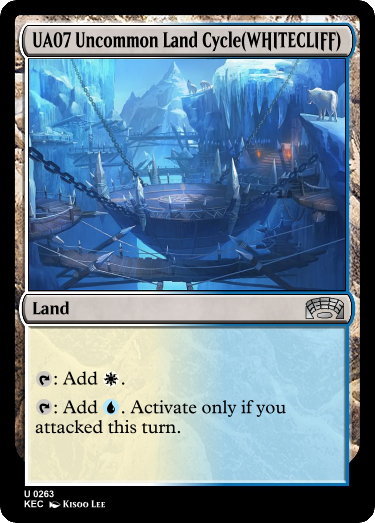 UA07 Uncommon Land Cycle(WHITECLIFF)
Land
: Add .
: Add . Activate only if you
attacked this turn.
U 0263
KEC Kisoo Lee